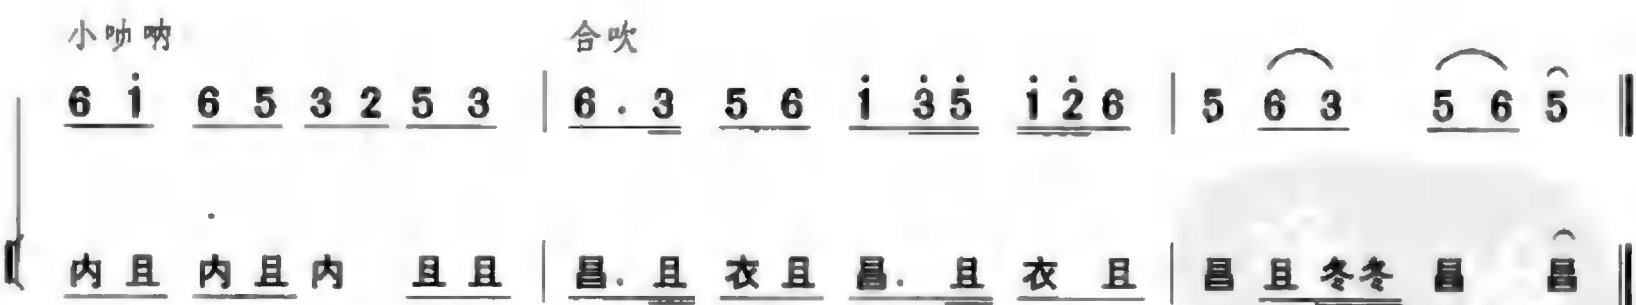 小唢呐 合吹
6 i 6 5 3 2 5 3 | 6 . 3 5 6 i 3̇ 5̇ i 2̇ 6 | 5 6 3 5 6 5 ‖
内 且 内 且 内 且 且 | 昌 . 且 衣 且 昌 . 且 衣 且 | 昌 且 冬冬 昌 昌 ‖